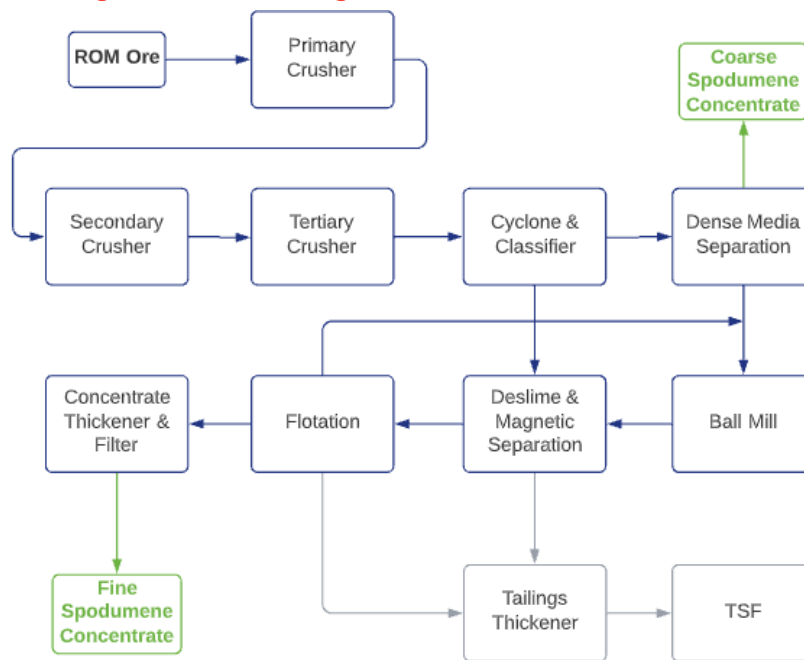 ROM Ore
Primary
Crusher
Coarse
Spodumene
Concentrate
Secondary
Crusher
Tertiary
Crusher
Cyclone &
Classifier
Dense Media
Separation
Concentrate
Thickener &
Filter
Flotation
Deslime &
Magnetic
Separation
Ball Mill
Fine
Spodumene
Concentrate
Tailings
Thickener
TSF